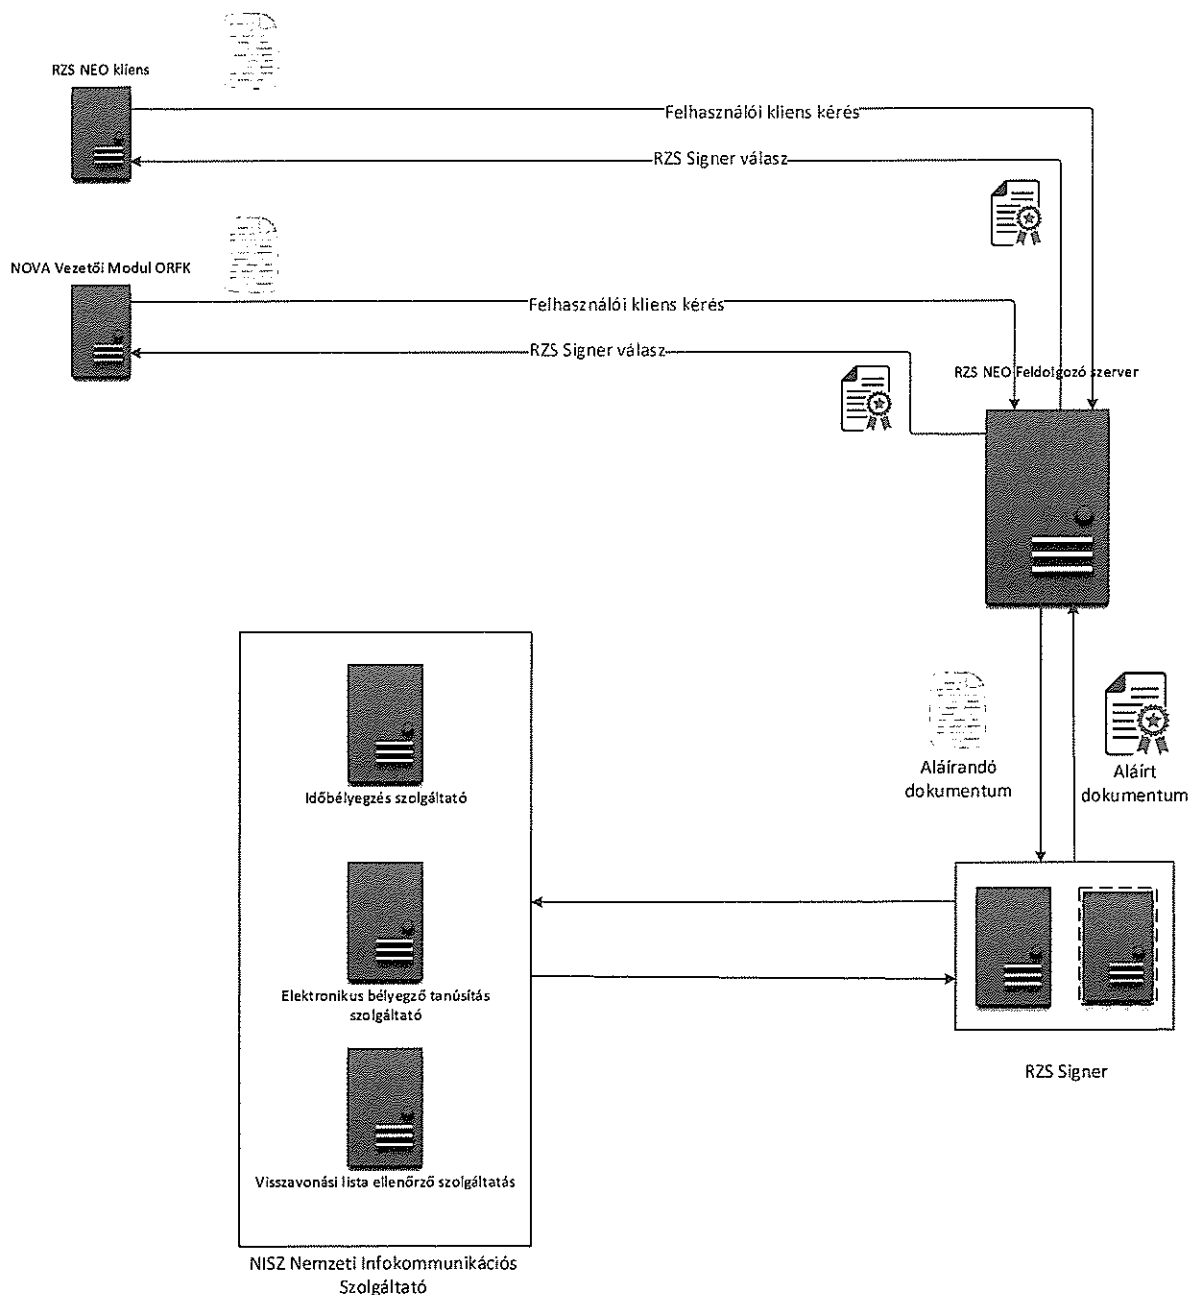 RZS NEO kliens
Felhasználói kliens kérés
RZS Signer válasz
NOVA Vezetői Modul ORFK
Felhasználói kliens kérés
RZS Signer válasz
RZS NEO Feldolgozó szerver
Aláírandó
dokumentum
Aláírt
dokumentum
Időbélyegzés szolgáltató
Elektronikus bélyegző tanúsítás
szolgáltató
RZS Signer
Visszavonási lista ellenőrző szolgáltatás
NISZ Nemzeti Infokommunikációs
Szolgáltató